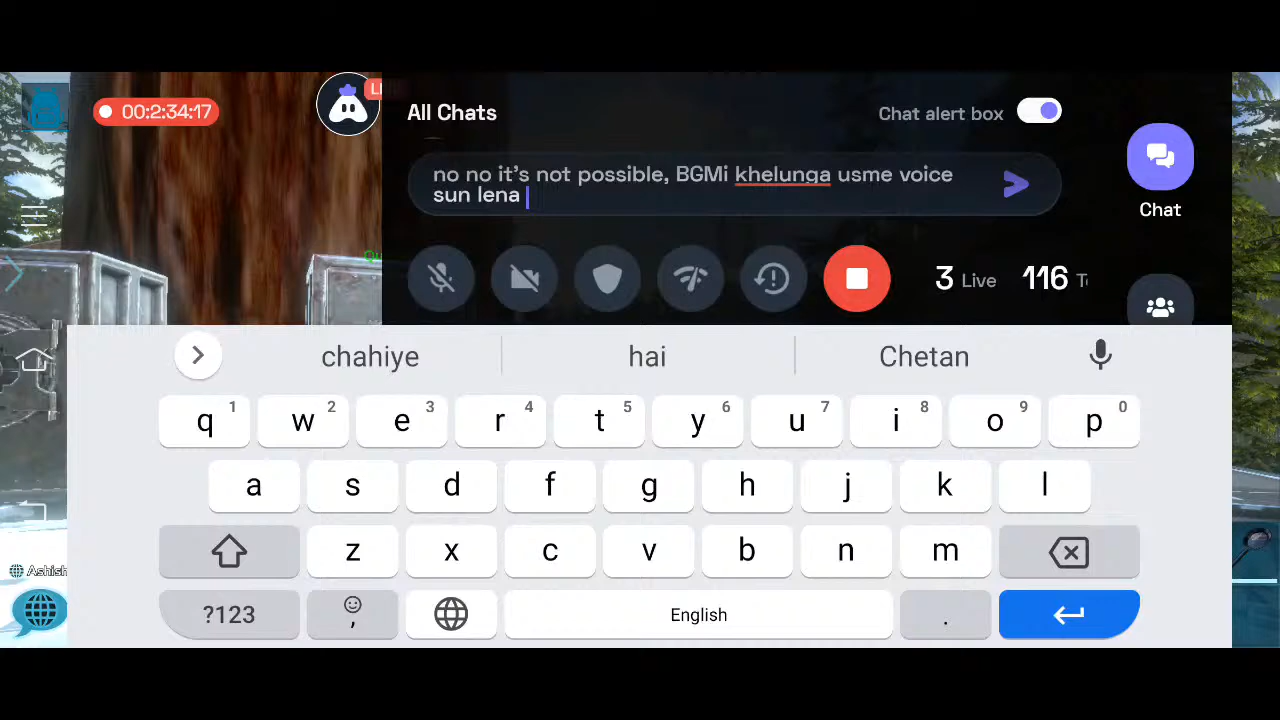 00:2:34:17
All Chats
Chat alert box
no no it's not possible, BGMi khelunga usme voice
sun lena
Chat
3 Live 116
chahiye hai Chetan
q 1 w 2 e 3 r 4 t 5 y 6 u 7 i 8 o 9 p 0
a s d f g h j k l
z x c v b n m
Ashish
?123 , English .